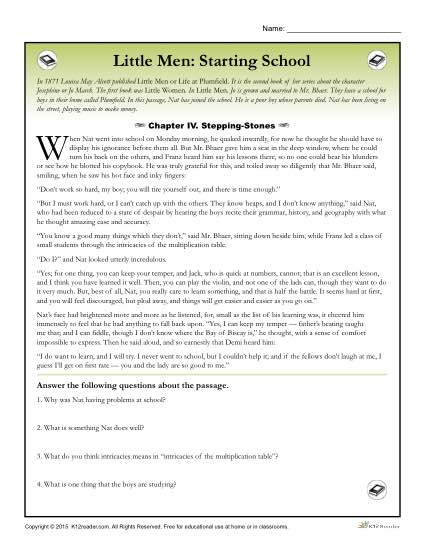 Name:
Little Men: Starting School
In 1871 Louisa May Alcott published Little Men or Life at Plumfield. It is the second book of her series about the character
Josephine or Jo March. The first book was Little Women. In Little Men, Jo is grown and married to Mr. Bhaer. They have a school for
boys in their home called Plumfield. In this passage, Nat has joined the school. He is a poor boy whose parents died. Nat has been living on
the street, playing music to make money.
Chapter IV. Stepping-Stones
When Nat went into school on Monday morning, he quaked inwardly, for now he thought he should have to
display his ignorance before them all. But Mr. Bhaer gave him a seat in the deep window, where he could
turn his back on the others, and Franz heard him say his lessons there, so no one could hear his blunders
or see how he blotted his copybook. He was truly grateful for this, and toiled away so diligently that Mr. Bhaer said,
smiling, when he saw his hot face and inky fingers:
“Don't work so hard, my boy; you will tire yourself out, and there is time enough.”
“But I must work hard, or I can't catch up with the others. They know heaps, and I don't know anything,” said Nat,
who had been reduced to a state of despair by hearing the boys recite their grammar, history, and geography with what
he thought amazing ease and accuracy.
“You know a good many things which they don't,” said Mr. Bhaer, sitting down beside him, while Franz led a class of
small students through the intricacies of the multiplication table.
“Do I?” and Nat looked utterly incredulous.
“Yes; for one thing, you can keep your temper, and Jack, who is quick at numbers, cannot; that is an excellent lesson,
and I think you have learned it well. Then, you can play the violin, and not one of the lads can, though they want to do
it very much. But, best of all, Nat, you really care to learn something, and that is half the battle. It seems hard at first,
and you will feel discouraged, but plod away, and things will get easier and easier as you go on.”
Nat's face had brightened more and more as he listened, for, small as the list of his learning was, it cheered him
immensely to feel that he had anything to fall back upon. “Yes, I can keep my temper — father's beating taught
me that; and I can fiddle, though I don't know where the Bay of Biscay is,” he thought, with a sense of comfort
impossible to express. Then he said aloud, and so earnestly that Demi heard him:
“I do want to learn, and I will try. I never went to school, but I couldn't help it; and if the fellows don't laugh at me, I
guess I'll get on first rate — you and the lady are so good to me.”
Answer the following questions about the passage.
1. Why was Nat having problems at school?
2. What is something Nat does well?
3. What do you think intricacies means in “intricacies of the multiplication table”?
4. What is one thing that the boys are studying?
Copyright © 2015 K12reader.com. All Rights Reserved. Free for educational use at home or in classrooms.
K12reader